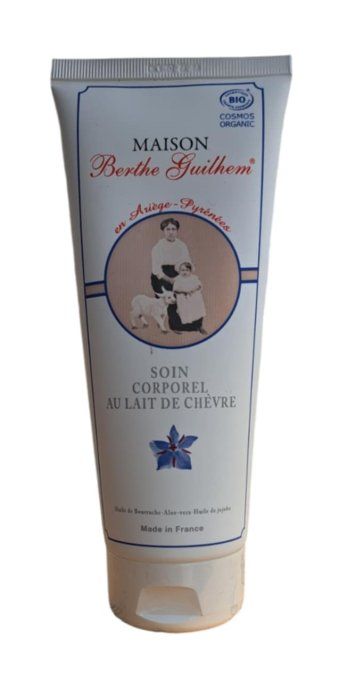 BIO
COSMOS
ORGANIC
MAISON
Berthe Guilhem®
en Ariège-Pyrénées
SOIN
CORPOREL
AU LAIT DE CHÈVRE
Huile de Bourrache-Aloe-vera-Huile de jojoba
Made in France